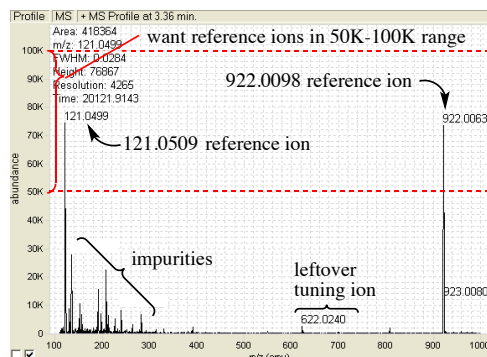 Profile MS + MS Profile at 3.36 min.
Area: 418364
m/z: 121.0499
FWHM: 0.0284
Height: 76867
Resolution: 4265
Time: 20121.9143
want reference ions in 50K-100K range
922.0098 reference ion
121.0499
922.0063
121.0509 reference ion
impurities
leftover
tuning ion
622.0240
923.0080
abundance
100K
90K
80K
70K
60K
50K
40K
30K
20K
10K
0
100 200 300 400 500 600 700 800 900 1000
m/z (amu)